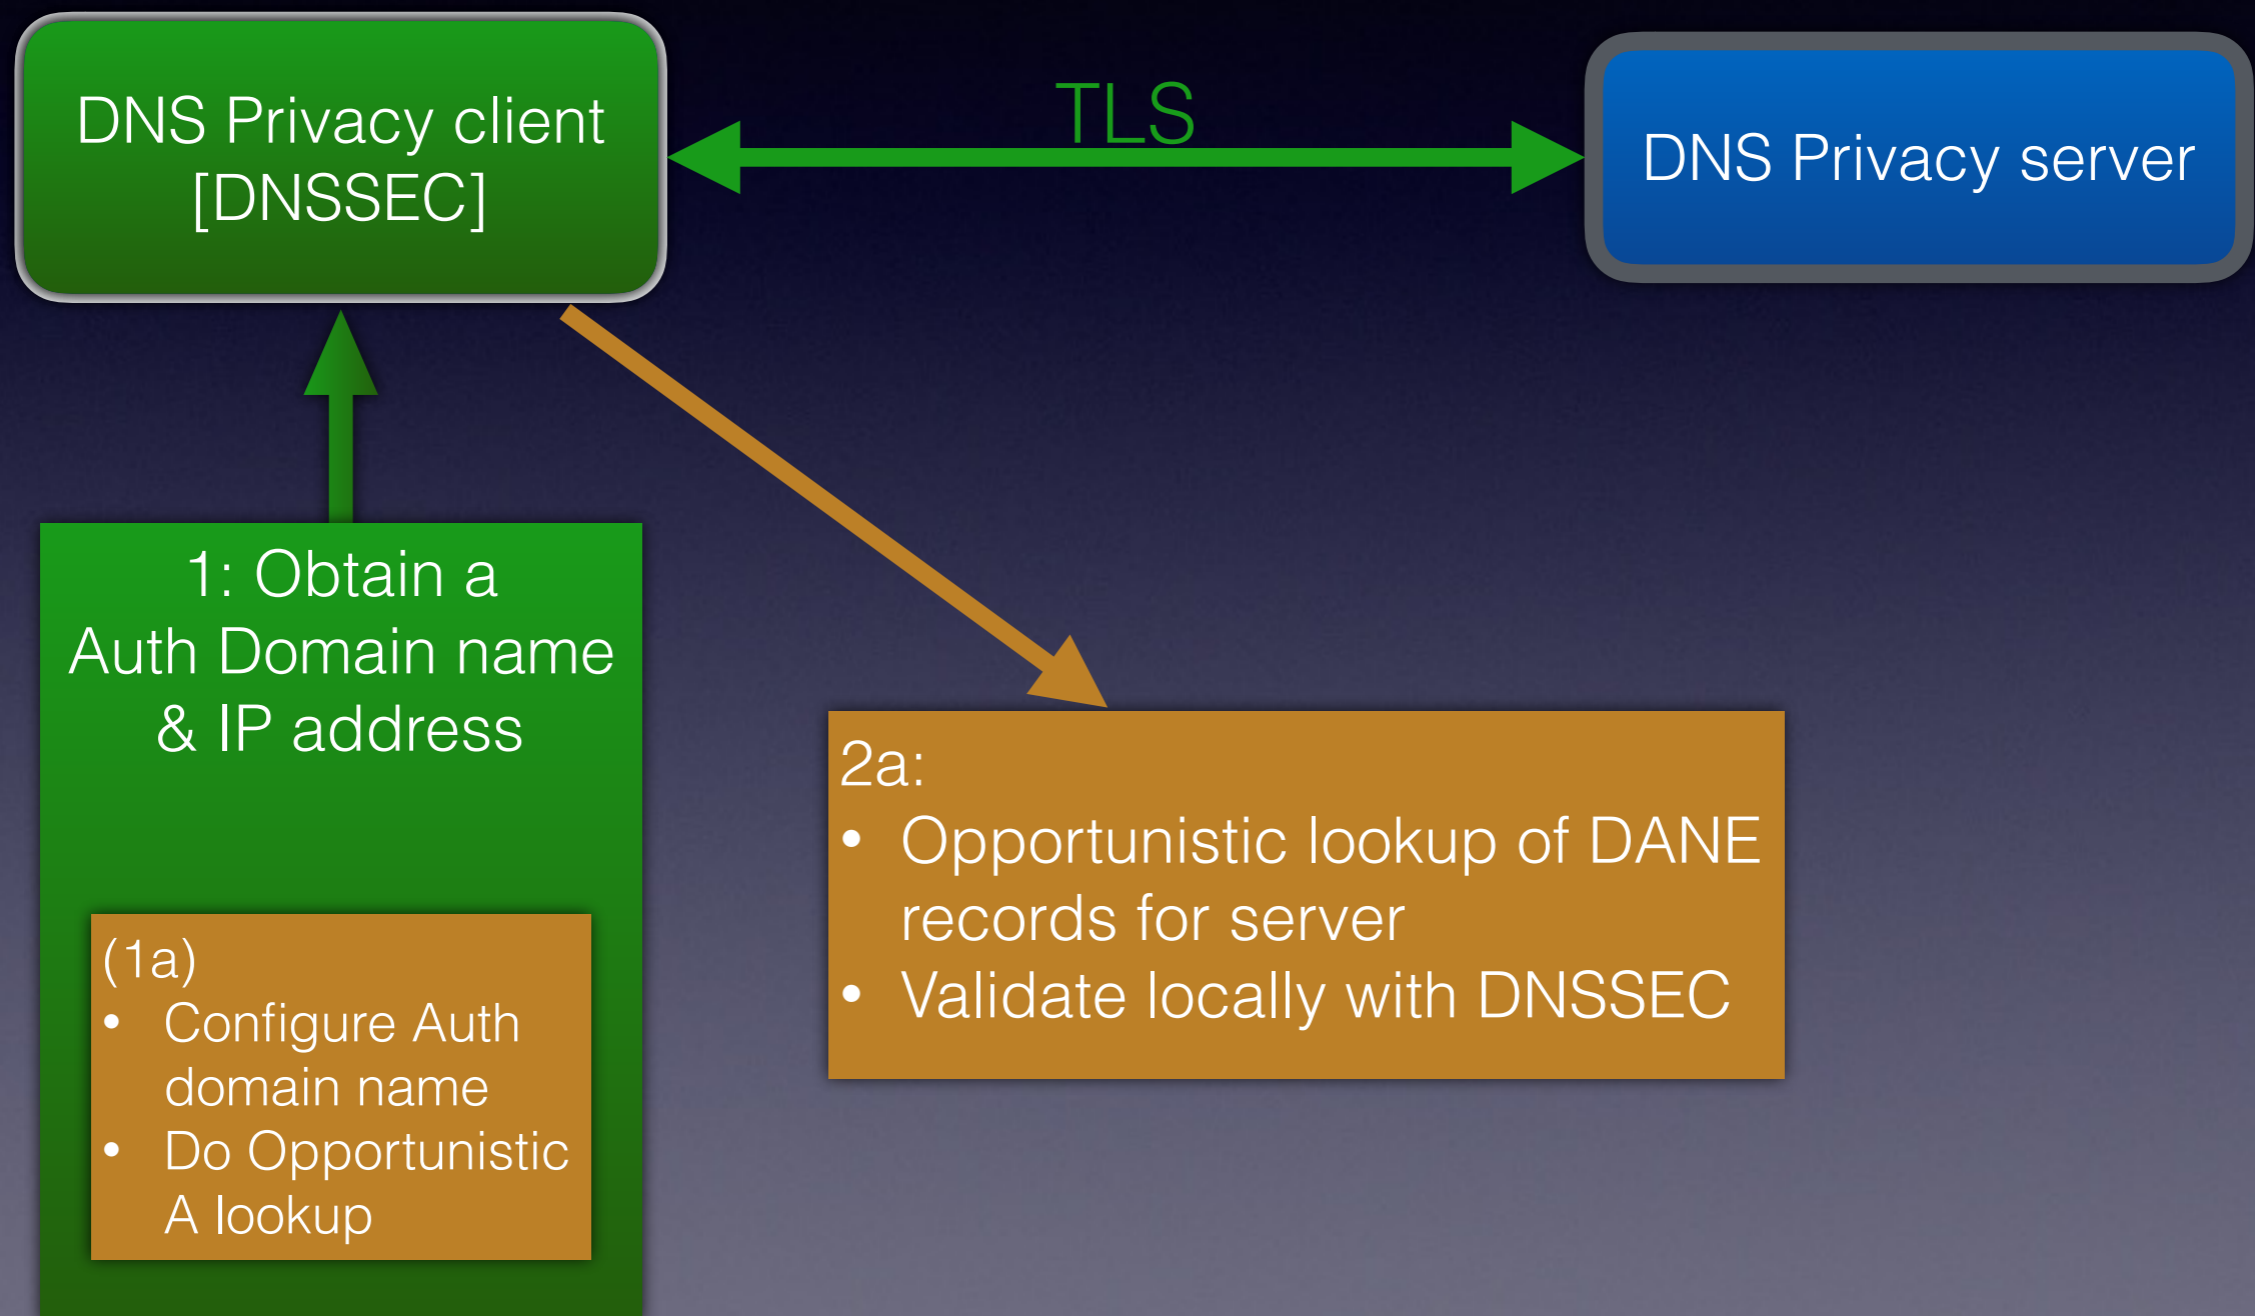 DNS Privacy client
[DNSSEC]
TLS
DNS Privacy server
1: Obtain a
Auth Domain name
& IP address
(1a)
• Configure Auth
domain name
• Do Opportunistic
A lookup
2a:
• Opportunistic lookup of DANE
records for server
• Validate locally with DNSSEC